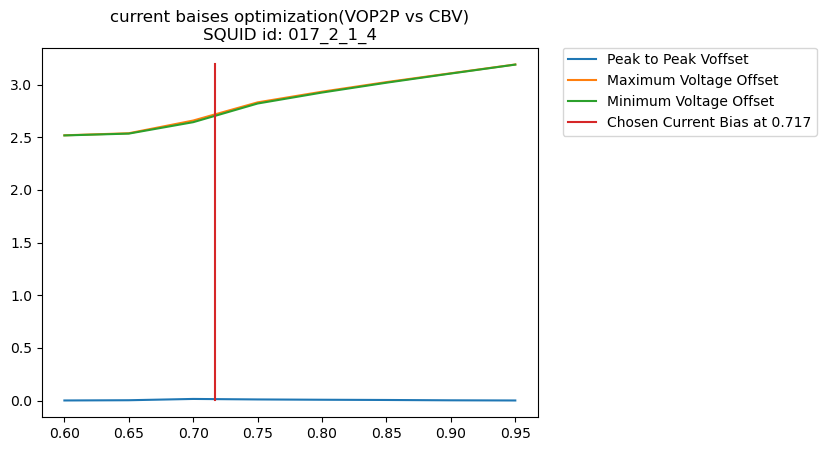 current baises optimization(VOP2P vs CBV)
SQUID id: 017_2_1_4
Peak to Peak Voffset
Maximum Voltage Offset
Minimum Voltage Offset
Chosen Current Bias at 0.717
3.0
2.5
2.0
1.5
1.0
0.5
0.0
0.60 0.65 0.70 0.75 0.80 0.85 0.90 0.95